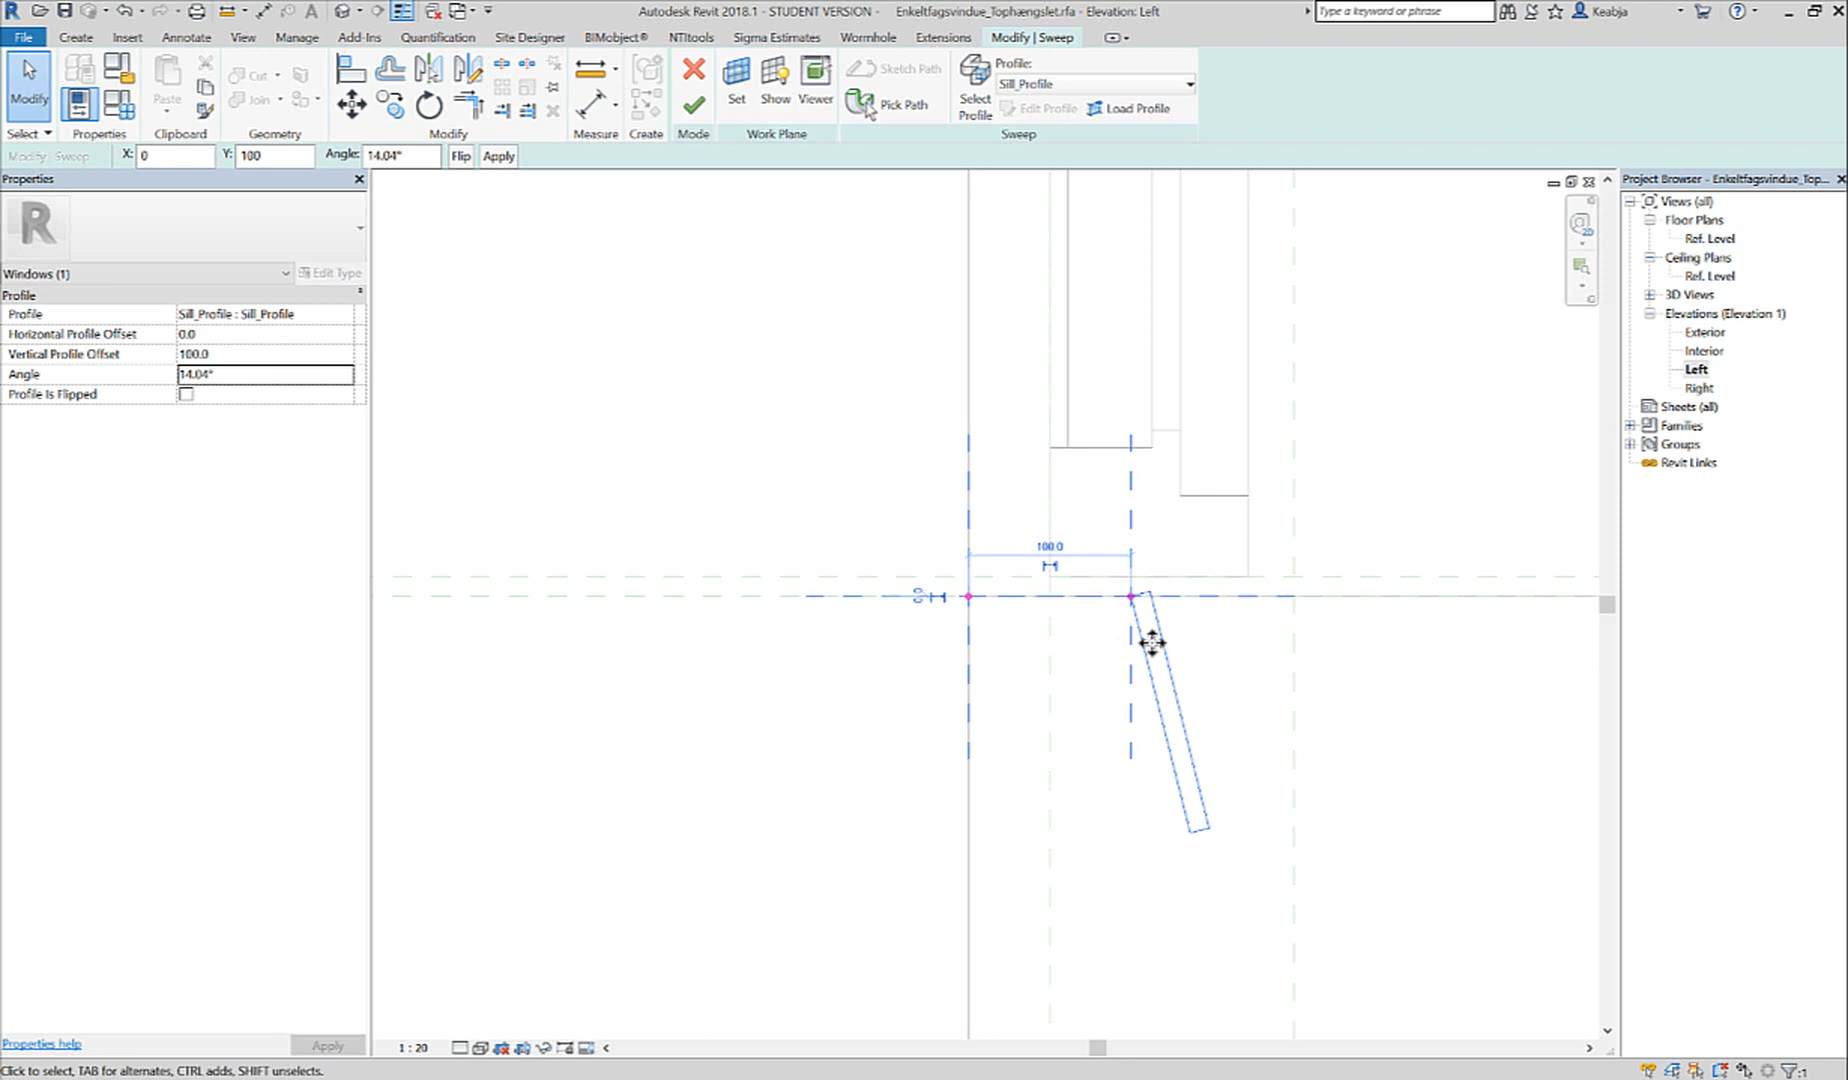 Autodesk Revit 2018.1 - STUDENT VERSION - Enkeltfagsvindue_Tophængslet.rfa - Elevation: Left
Type a keyword or phrase
Keabja
File Create Insert Annotate View Manage Add-Ins Quantification Site Designer BIMobject® NTItools Sigma Estimates Wormhole Extensions Modify | Sweep
Modify
Paste
Cut
Join
Set Show Viewer
Sketch Path
Pick Path
Select Profile
Profile:
Sill_Profile
Edit Profile Load Profile
Select Properties Clipboard Geometry Modify Measure Create Mode Work Plane Sweep
Modify | Sweep X: 0 Y: 100 Angle: 14.04° Flip Apply
Properties
Windows (1)
Edit Type
Profile
Profile Sill_Profile : Sill_Profile
Horizontal Profile Offset 0.0
Vertical Profile Offset 100.0
Angle 14.04°
Profile Is Flipped
Properties help
Apply
100.0
0.0
2D
Project Browser - Enkeltfagsvindue_Top...
Views (all)
Floor Plans
Ref. Level
Ceiling Plans
Ref. Level
3D Views
Elevations (Elevation 1)
Exterior
Interior
Left
Right
Sheets (all)
Families
Groups
Revit Links
1 : 20
Click to select, TAB for alternates, CTRL adds, SHIFT unselects.
:1